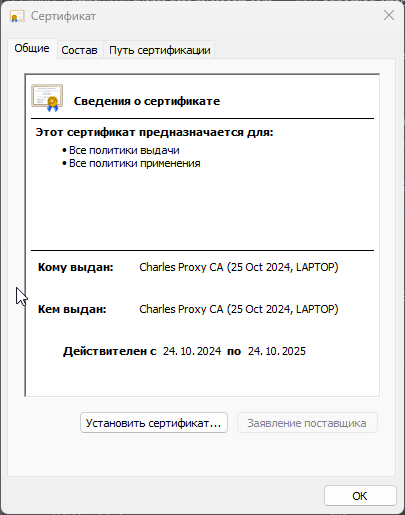 Сертификат
Общие Состав Путь сертификации
Сведения о сертификате
Этот сертификат предназначается для:
• Все политики выдачи
• Все политики применения
Кому выдан: Charles Proxy CA (25 Oct 2024, LAPTOP)
Кем выдан: Charles Proxy CA (25 Oct 2024, LAPTOP)
Действителен с 24.10.2024 по 24.10.2025
Установить сертификат... Заявление поставщика
ОК